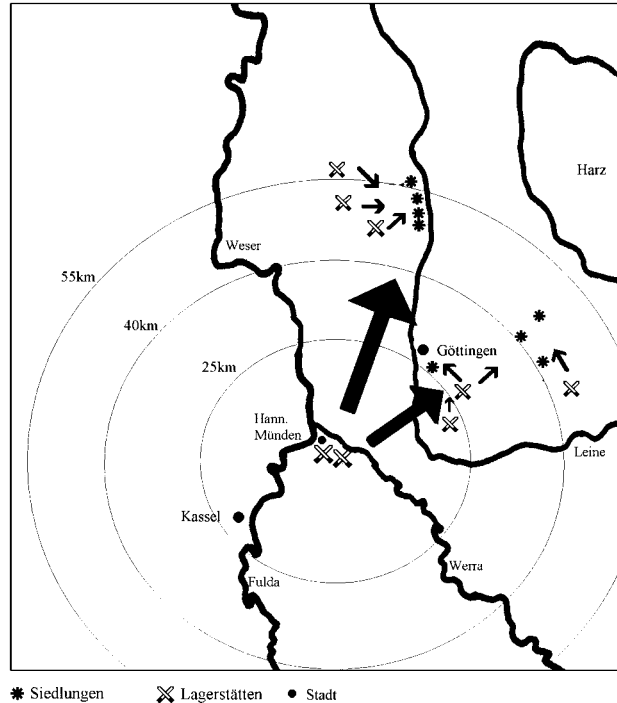 Harz
Weser
55km
40km
Göttingen
25km
Hann.
Münden
Leine
Kassel
Werra
Fulda
Siedlungen
Lagerstätten
Stadt